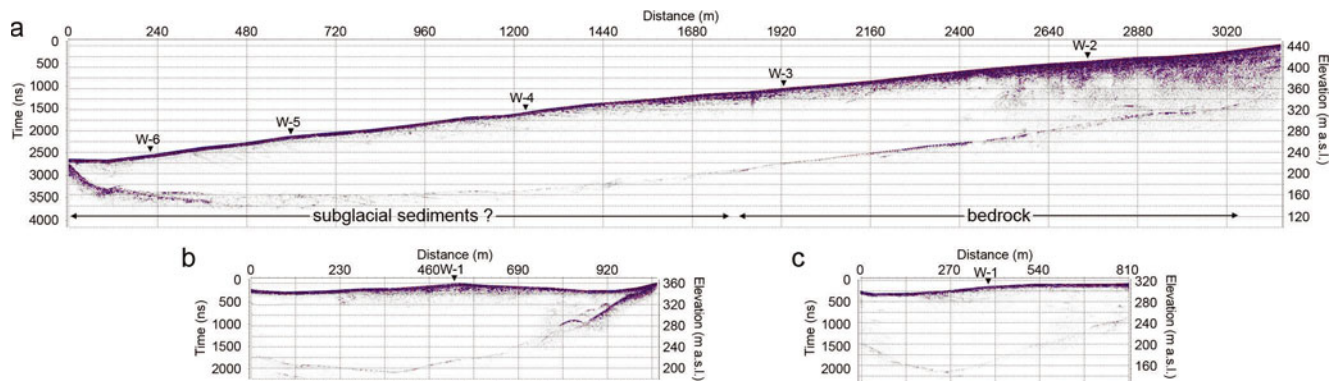 a
Distance (m)
0 240 480 720 960 1200 1440 1680 1920 2160 2400 2640 2880 3020
Time (ns)
0
500
1000
1500
2000
2500
3000
3500
4000
W-6 W-5 W-4 W-3 W-2
440
400
360
320
280
240
200
160
120
Elevation (m a.s.l.)
subglacial sediments ? bedrock
b
Distance (m)
0 230 460 W-1 690 920
Time (ns)
0
500
1000
1500
2000
360
320
280
240
200
Elevation (m a.s.l.)
c
Distance (m)
0 270 W-1 540 810
Time (ns)
0
500
1000
1500
2000
320
280
240
200
160
Elevation (m a.s.l.)